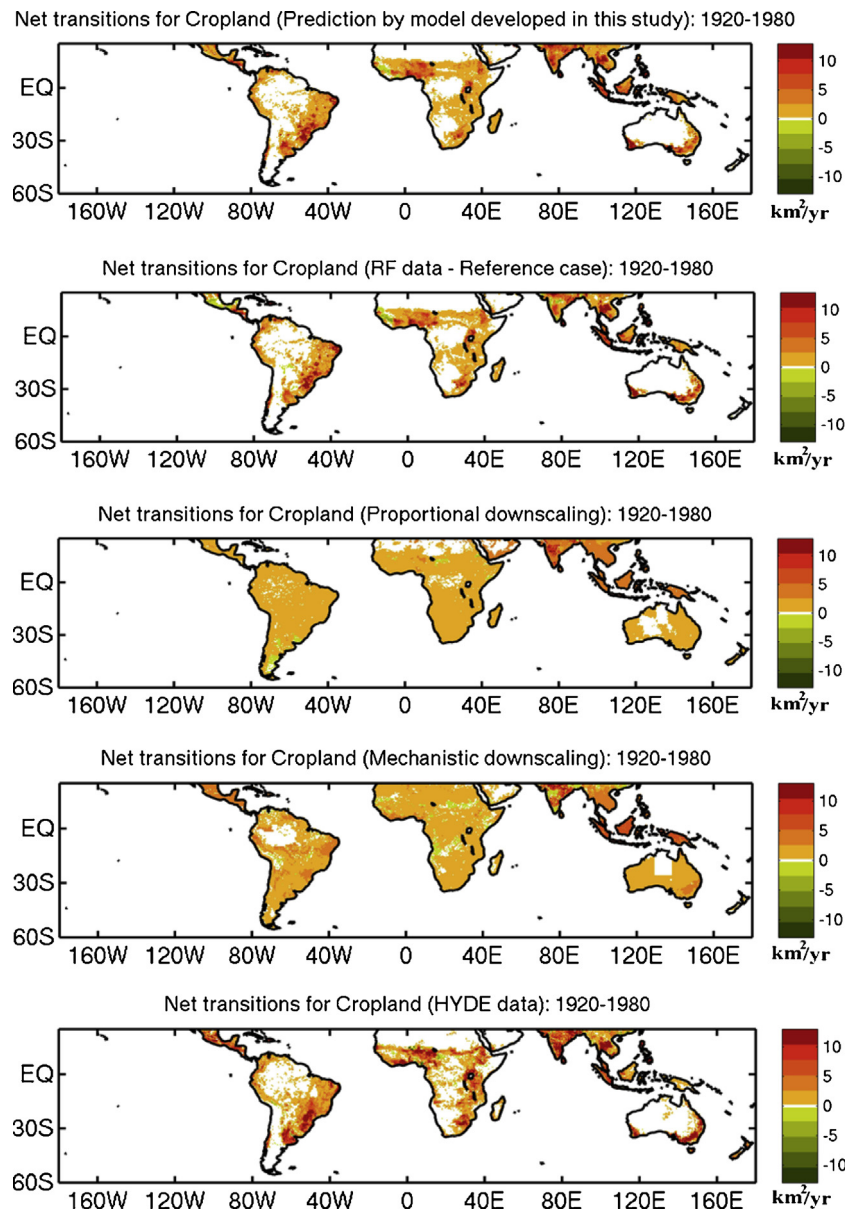 Net transitions for Cropland (Prediction by model developed in this study): 1920-1980
EQ
30S
60S
160W 120W 80W 40W 0 40E 80E 120E 160E
10
5
0
-5
-10
km²/yr
Net transitions for Cropland (RF data - Reference case): 1920-1980
EQ
30S
60S
160W 120W 80W 40W 0 40E 80E 120E 160E
10
5
0
-5
-10
km²/yr
Net transitions for Cropland (Proportional downscaling): 1920-1980
EQ
30S
60S
160W 120W 80W 40W 0 40E 80E 120E 160E
10
5
0
-5
-10
km²/yr
Net transitions for Cropland (Mechanistic downscaling): 1920-1980
EQ
30S
60S
160W 120W 80W 40W 0 40E 80E 120E 160E
10
5
0
-5
-10
km²/yr
Net transitions for Cropland (HYDE data): 1920-1980
EQ
30S
60S
160W 120W 80W 40W 0 40E 80E 120E 160E
10
5
0
-5
-10
km²/yr